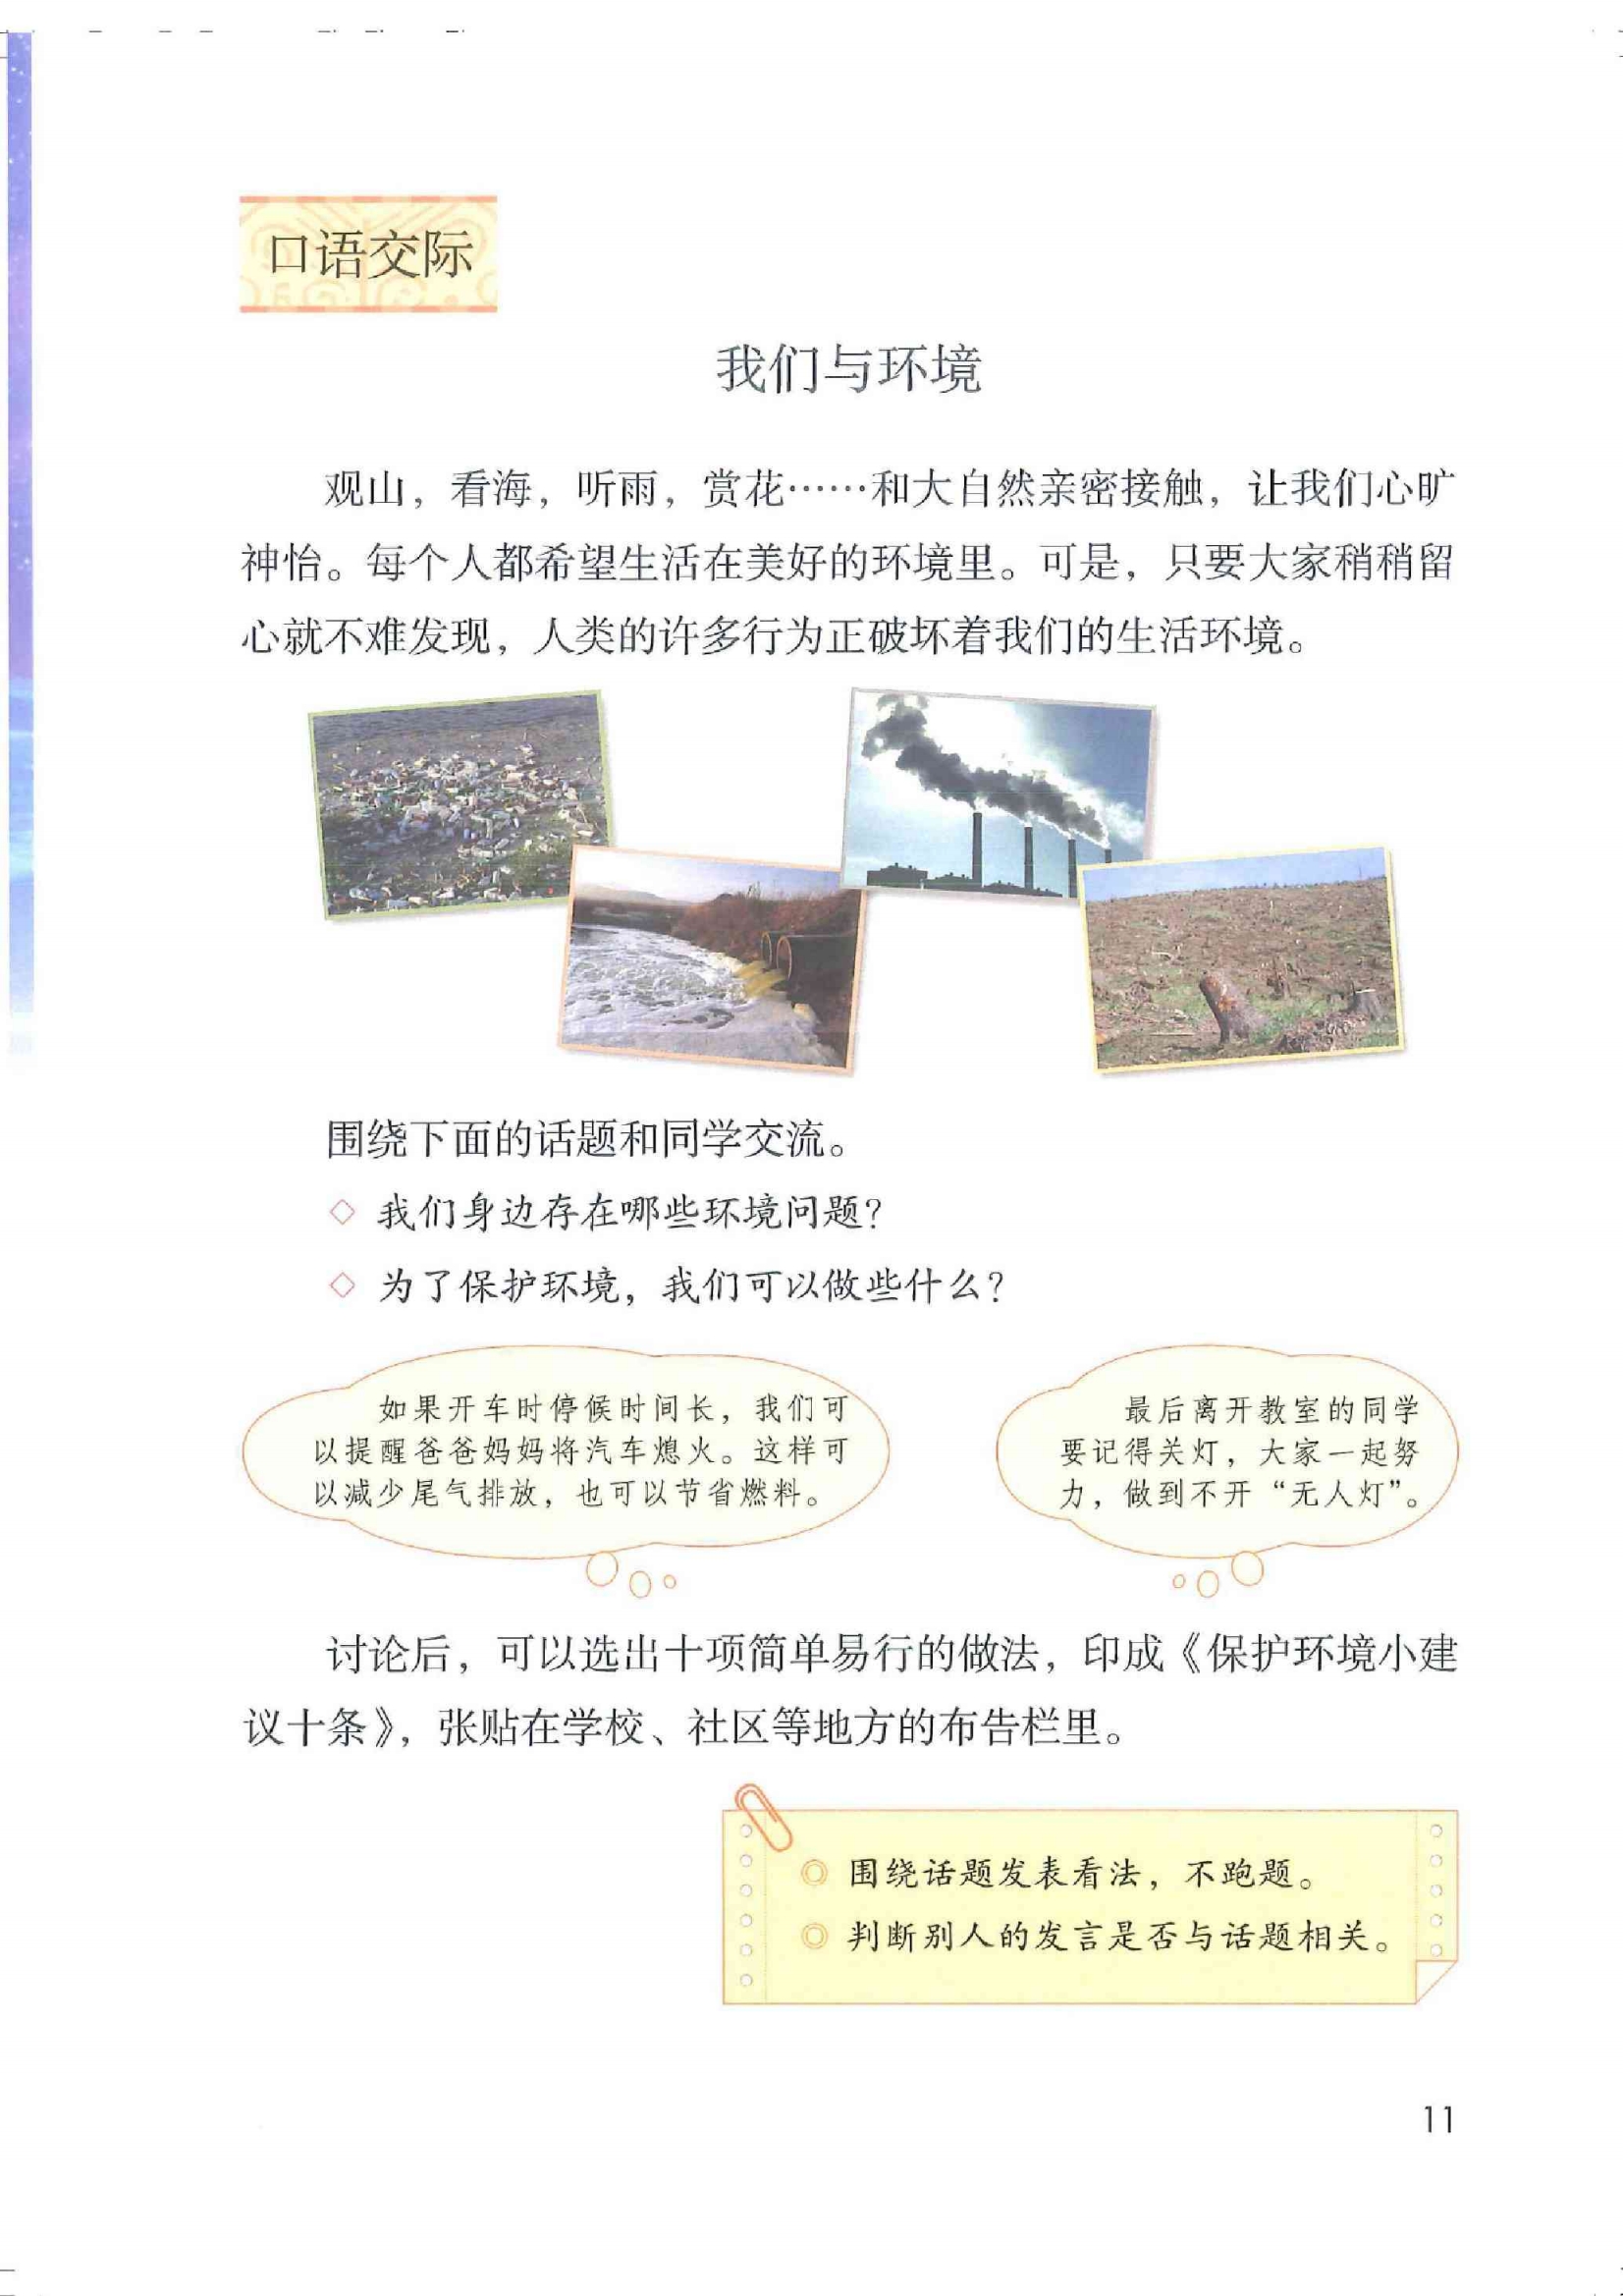 口语交际
我们与环境
观山，看海，听雨，赏花……和大自然亲密接触，让我们心旷
神怡。每个人都希望生活在美好的环境里。可是，只要大家稍稍留
心就不难发现，人类的许多行为正破坏着我们的生活环境。
围绕下面的话题和同学交流。
◇ 我们身边存在哪些环境问题？
◇ 为了保护环境，我们可以做些什么？
如果开车时停候时间长，我们可
以提醒爸爸妈妈将汽车熄火。这样可
以减少尾气排放，也可以节省燃料。
最后离开教室的同学
要记得关灯，大家一起努
力，做到不开“无人灯”。
讨论后，可以选出十项简单易行的做法，印成《保护环境小建
议十条》，张贴在学校、社区等地方的布告栏里。
◎ 围绕话题发表看法，不跑题。
◎ 判断别人的发言是否与话题相关。
11